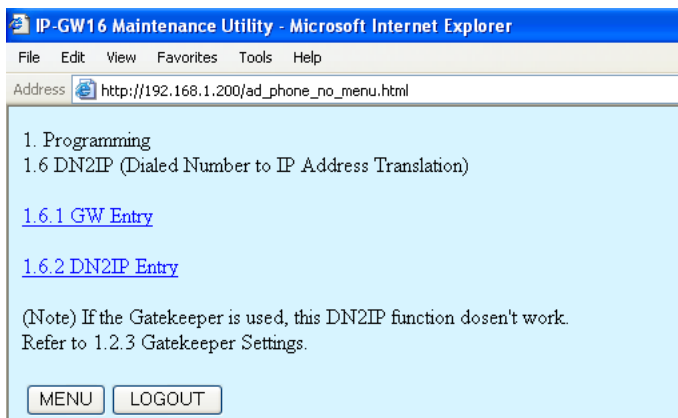 IP-GW16 Maintenance Utility - Microsoft Internet Explorer
File Edit View Favorites Tools Help
Address http://192.168.1.200/ad_phone_no_menu.html
1. Programming
1.6 DN2IP (Dialed Number to IP Address Translation)
1.6.1 GW Entry
1.6.2 DN2IP Entry
(Note) If the Gatekeeper is used, this DN2IP function dosen't work.
Refer to 1.2.3 Gatekeeper Settings.
MENU LOGOUT